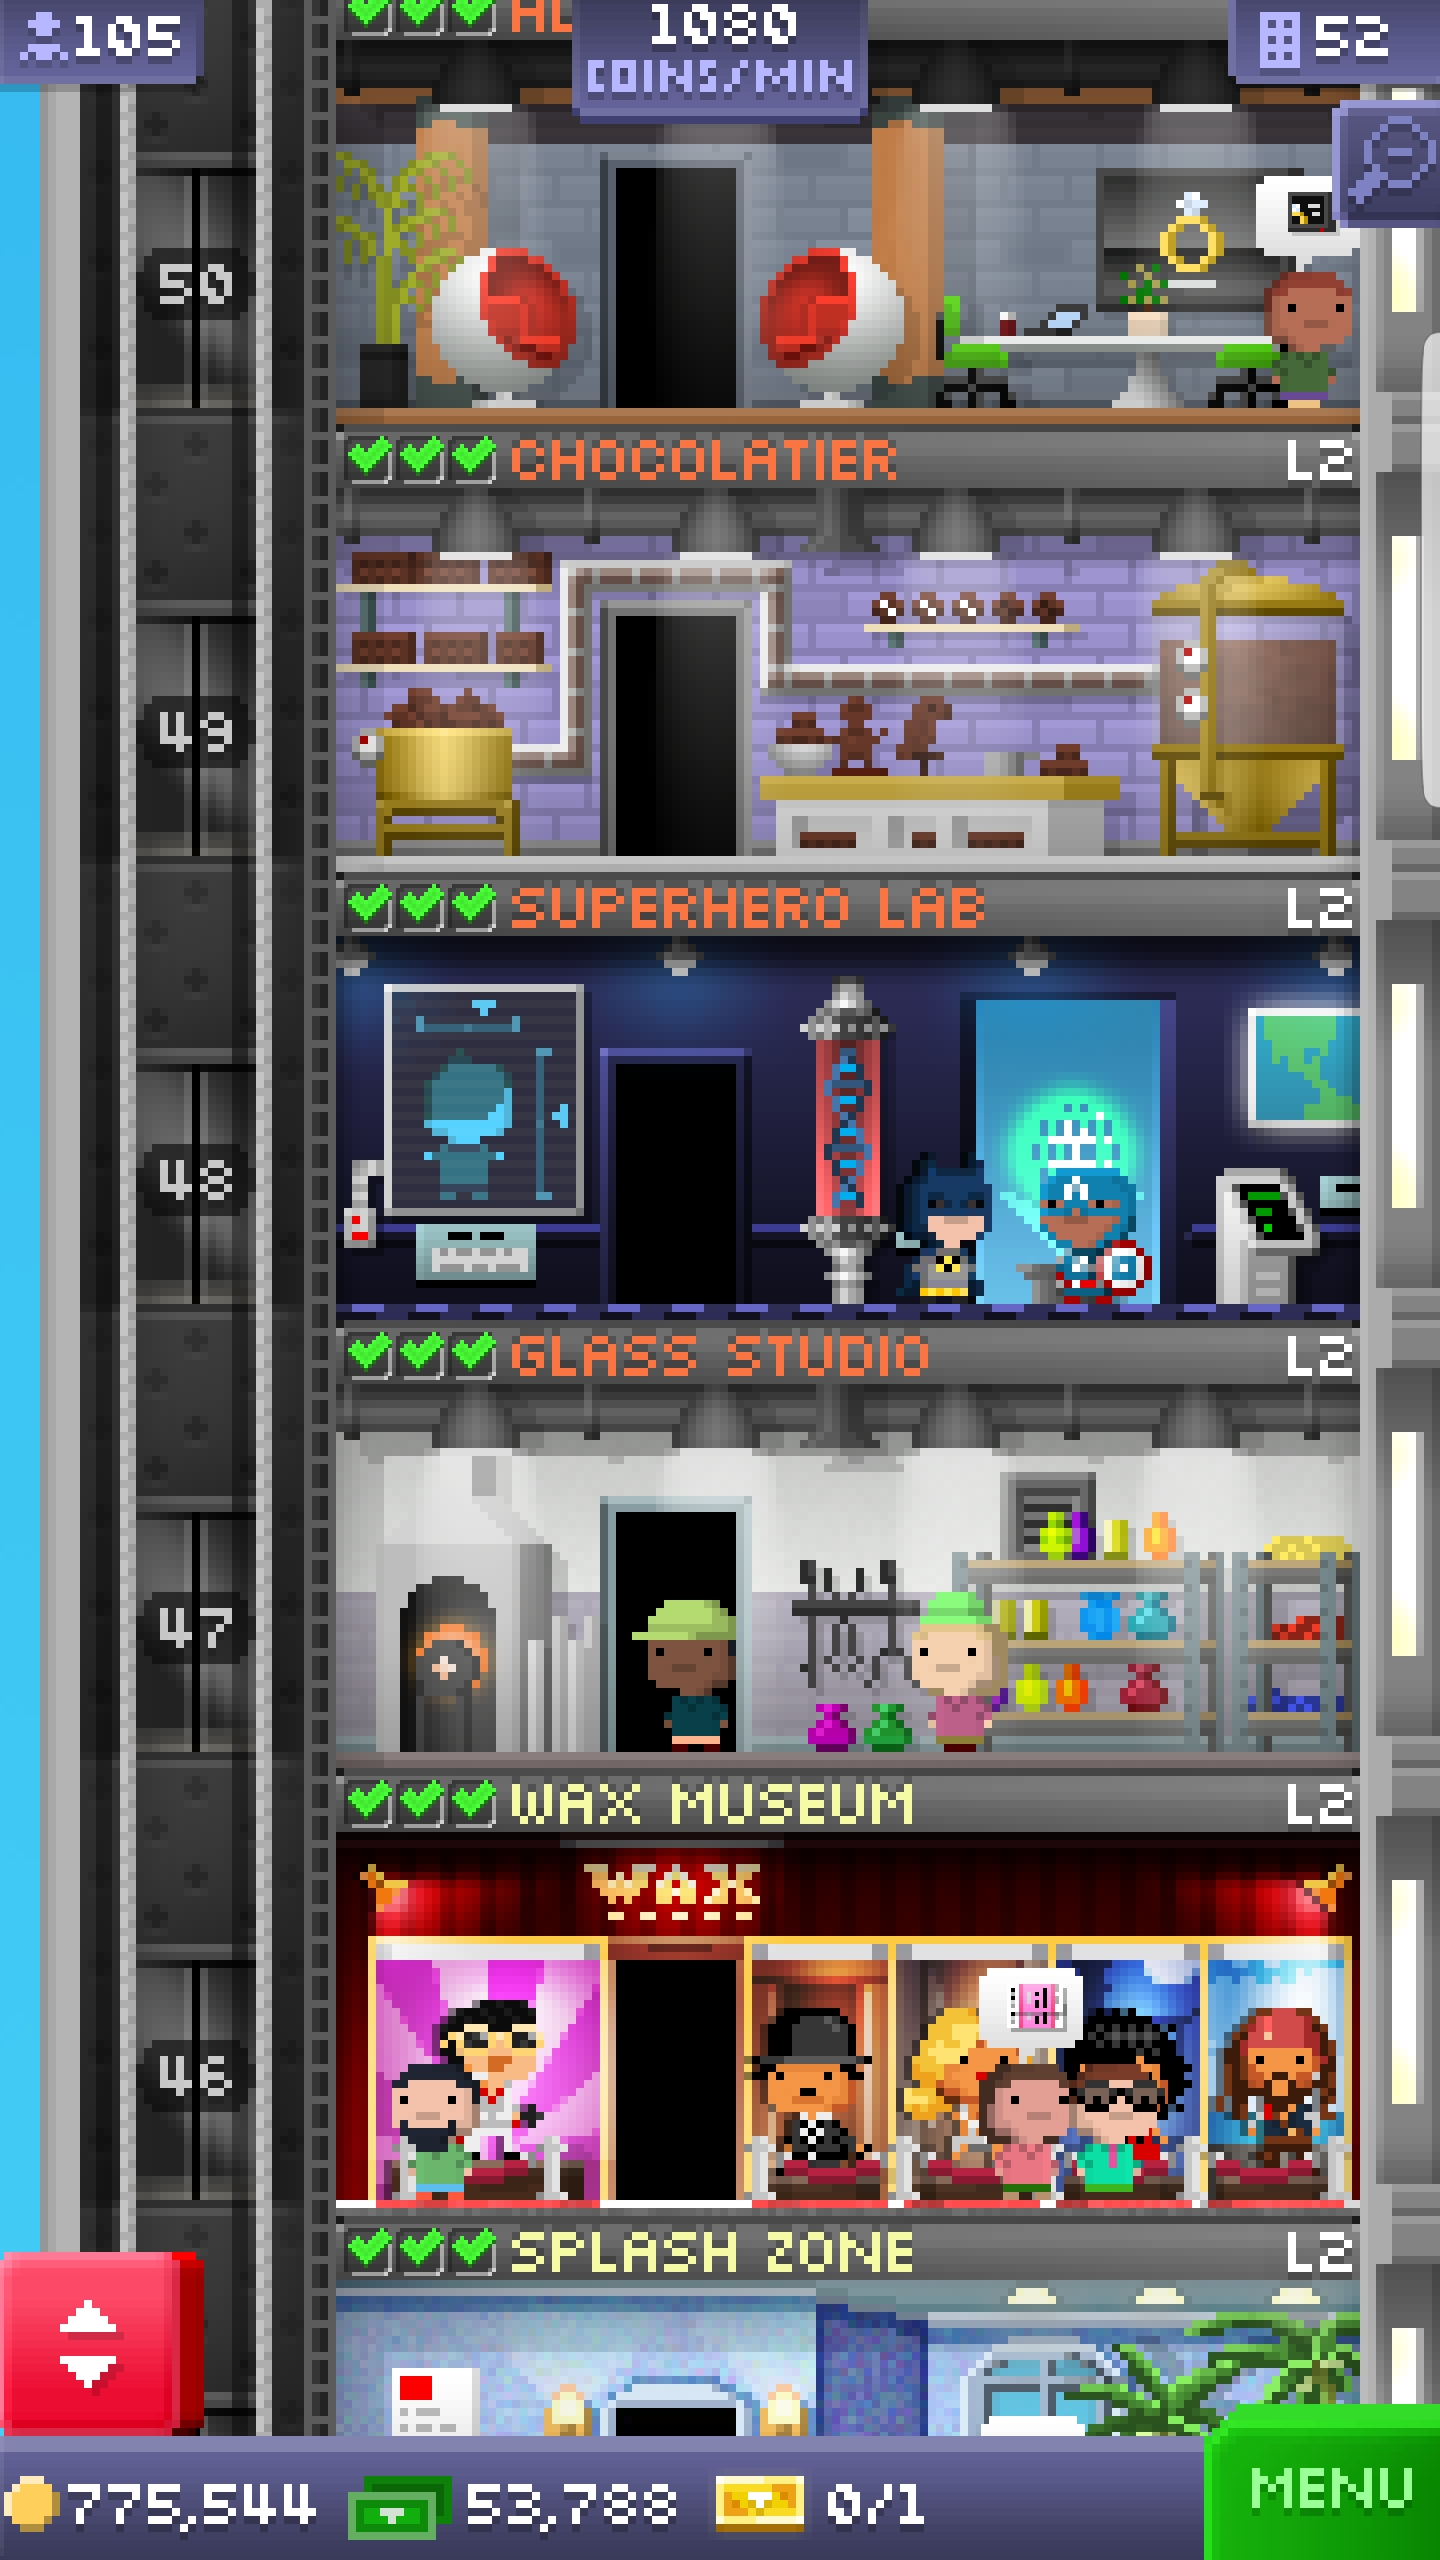 105
1080
COINS/MIN
52
50
CHOCOLATIER L2
49
SUPERHERO LAB L2
48
GLASS STUDIO L2
47
WAX MUSEUM L2
WAX
46
SPLASH ZONE L2
775,544 53,788 0/1 MENU